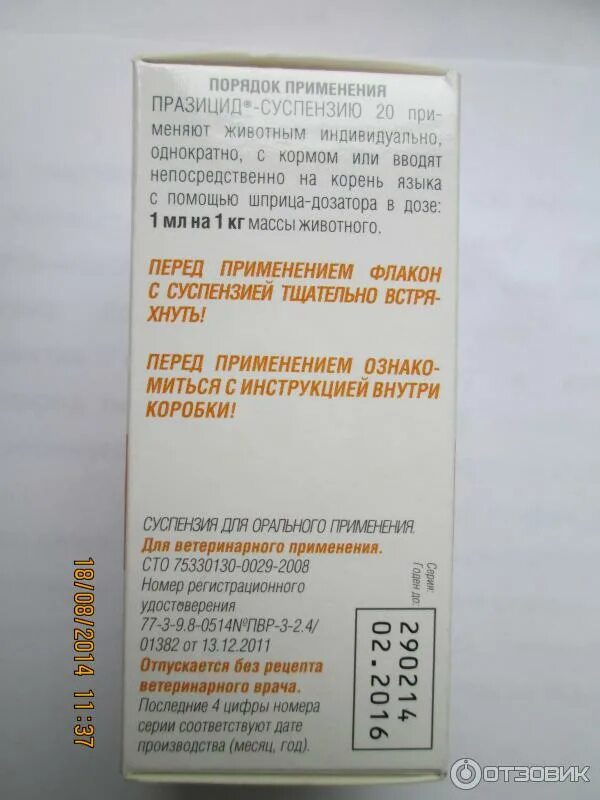 ПОРЯДОК ПРИМЕНЕНИЯ
ПРАЗИЦИД®-СУСПЕНЗИЮ 20 при-
меняют животным индивидуально,
однократно, с кормом или вводят
непосредственно на корень языка
с помощью шприца-дозатора в дозе:
1 мл на 1 кг массы животного.
ПЕРЕД ПРИМЕНЕНИЕМ ФЛАКОН
С СУСПЕНЗИЕЙ ТЩАТЕЛЬНО ВСТРЯ-
ХНУТЬ!
ПЕРЕД ПРИМЕНЕНИЕМ ОЗНАКО-
МИТЬСЯ С ИНСТРУКЦИЕЙ ВНУТРИ
КОРОБКИ!
СУСПЕНЗИЯ ДЛЯ ОРАЛЬНОГО ПРИМЕНЕНИЯ.
Для ветеринарного применения.
СТО 75330130-0029-2008
Номер регистрационного
удостоверения
77-3-9.8-0514№ПВР-3-2.4/
01382 от 13.12.2011
Отпускается без рецепта
ветеринарного врача.
Последние 4 цифры номера
серии соответствуют дате
производства (месяц, год).
Серия:
Годен до:
290214
02.2016
18/08/2014 11:37
ОТЗОВИК